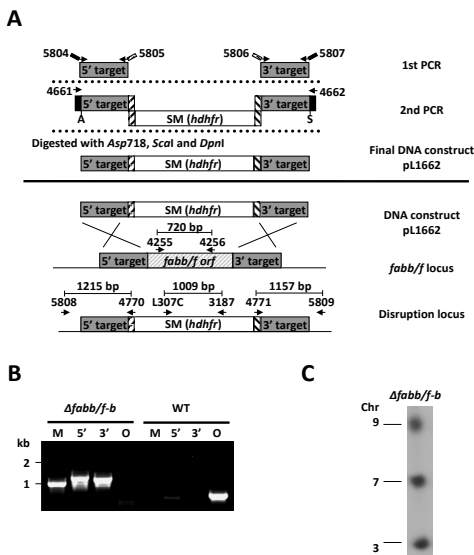 A
5804 5805 5806 5807
5’ target 3’ target 1st PCR
4661 4662
5’ target 3’ target
SM (hdhfr) 2nd PCR
A S
Digested with Asp718, ScaI and DpnI
5’ target SM (hdhfr) 3’ target
Final DNA construct
pL1662
5’ target SM (hdhfr) 3’ target
DNA construct
pL1662
720 bp
4255 4256
5’ target fabb/f orf 3’ target fabb/f locus
1215 bp 1009 bp 1157 bp
5808 4770 L307C 3187 4771 5809
5’ target SM (hdhfr) 3’ target
Disruption locus
B
Δfabb/f-b WT
M 5’ 3’ O M 5’ 3’ O
kb
2
1
C
Δfabb/f-b
Chr
9
7
3